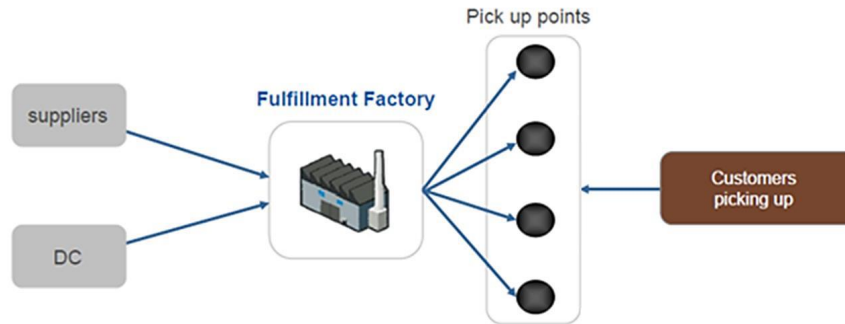 Pick up points
Fulfillment Factory
suppliers
DC
Customers
picking up